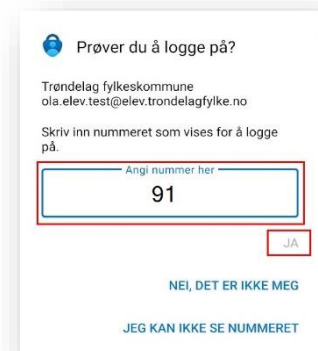 Prøver du å logge på?
Trøndelag fylkeskommune
ola.elev.test@elev.trondelagfylke.no
Skriv inn nummeret som vises for å logge
på.
Angi nummer her
91
JA
NEI, DET ER IKKE MEG
JEG KAN IKKE SE NUMMERET